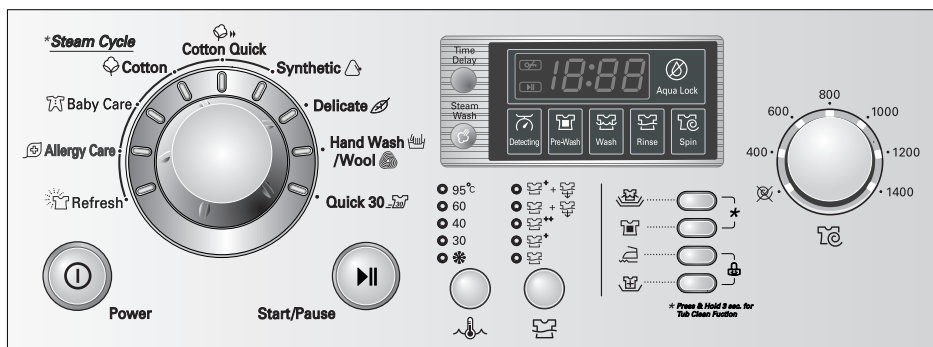 *Steam Cycle
Cotton Quick
Cotton
Synthetic
Baby Care
Delicate
Allergy Care
Hand Wash
/Wool
Refresh
Quick 30
30
Power
Start/Pause
Time
Delay
Steam
Wash
18:88
Aqua Lock
Detecting
Pre-Wash
Wash
Rinse
Spin
95°C
60
40
30
+ +
+
++
+
*
* Press & Hold 3 sec. for
Tub Clean Fuction
400
600
800
1000
1200
1400